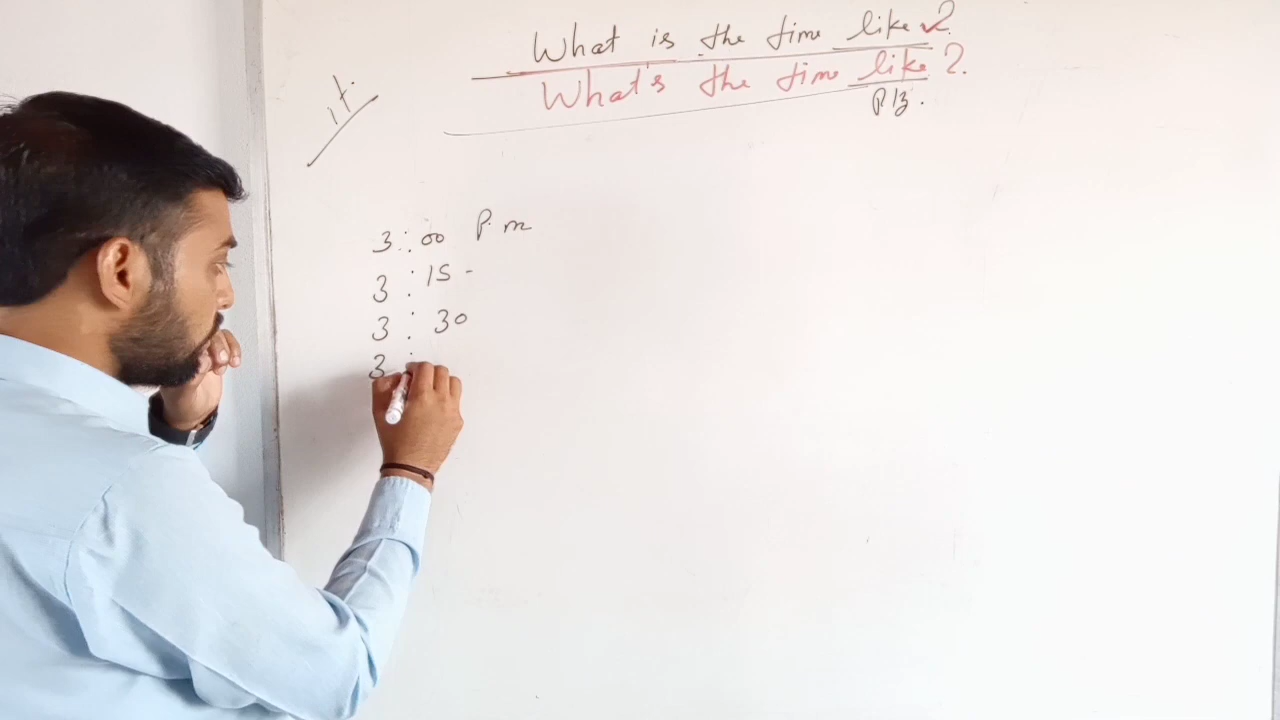 What is the time like ?
What's the time like ?
Plz.
it.
3 : 00 P.m
3 : 15 -
3 : 30
3 :